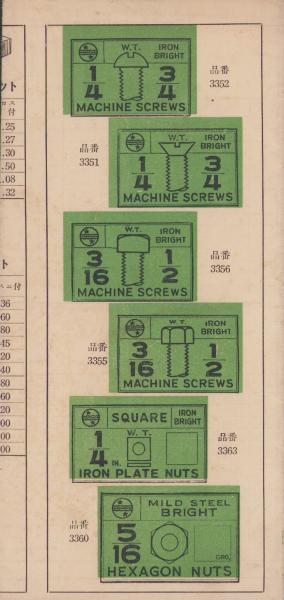 ット
付
.25
.27
.30
.50
.08
.32
ト
36
60
80
45
20
40
80
60
20
00
00
W.T. IRON
BRIGHT
1/4 3/4
MACHINE SCREWS
品番
3352
品番
3351
W.T. IRON
BRIGHT
1/4 3/4
MACHINE SCREWS
W.T. IRON
BRIGHT
3/16 1/2
MACHINE SCREWS
品番
3356
品番
3355
W.T. IRON
BRIGHT
3/16 1/2
MACHINE SCREWS
SQUARE IRON
BRIGHT
W.T.
1/4 IN.
IRON PLATE NUTS
品番
3363
品番
3360
MILD STEEL
BRIGHT
5/16
GRO.
HEXAGON NUTS